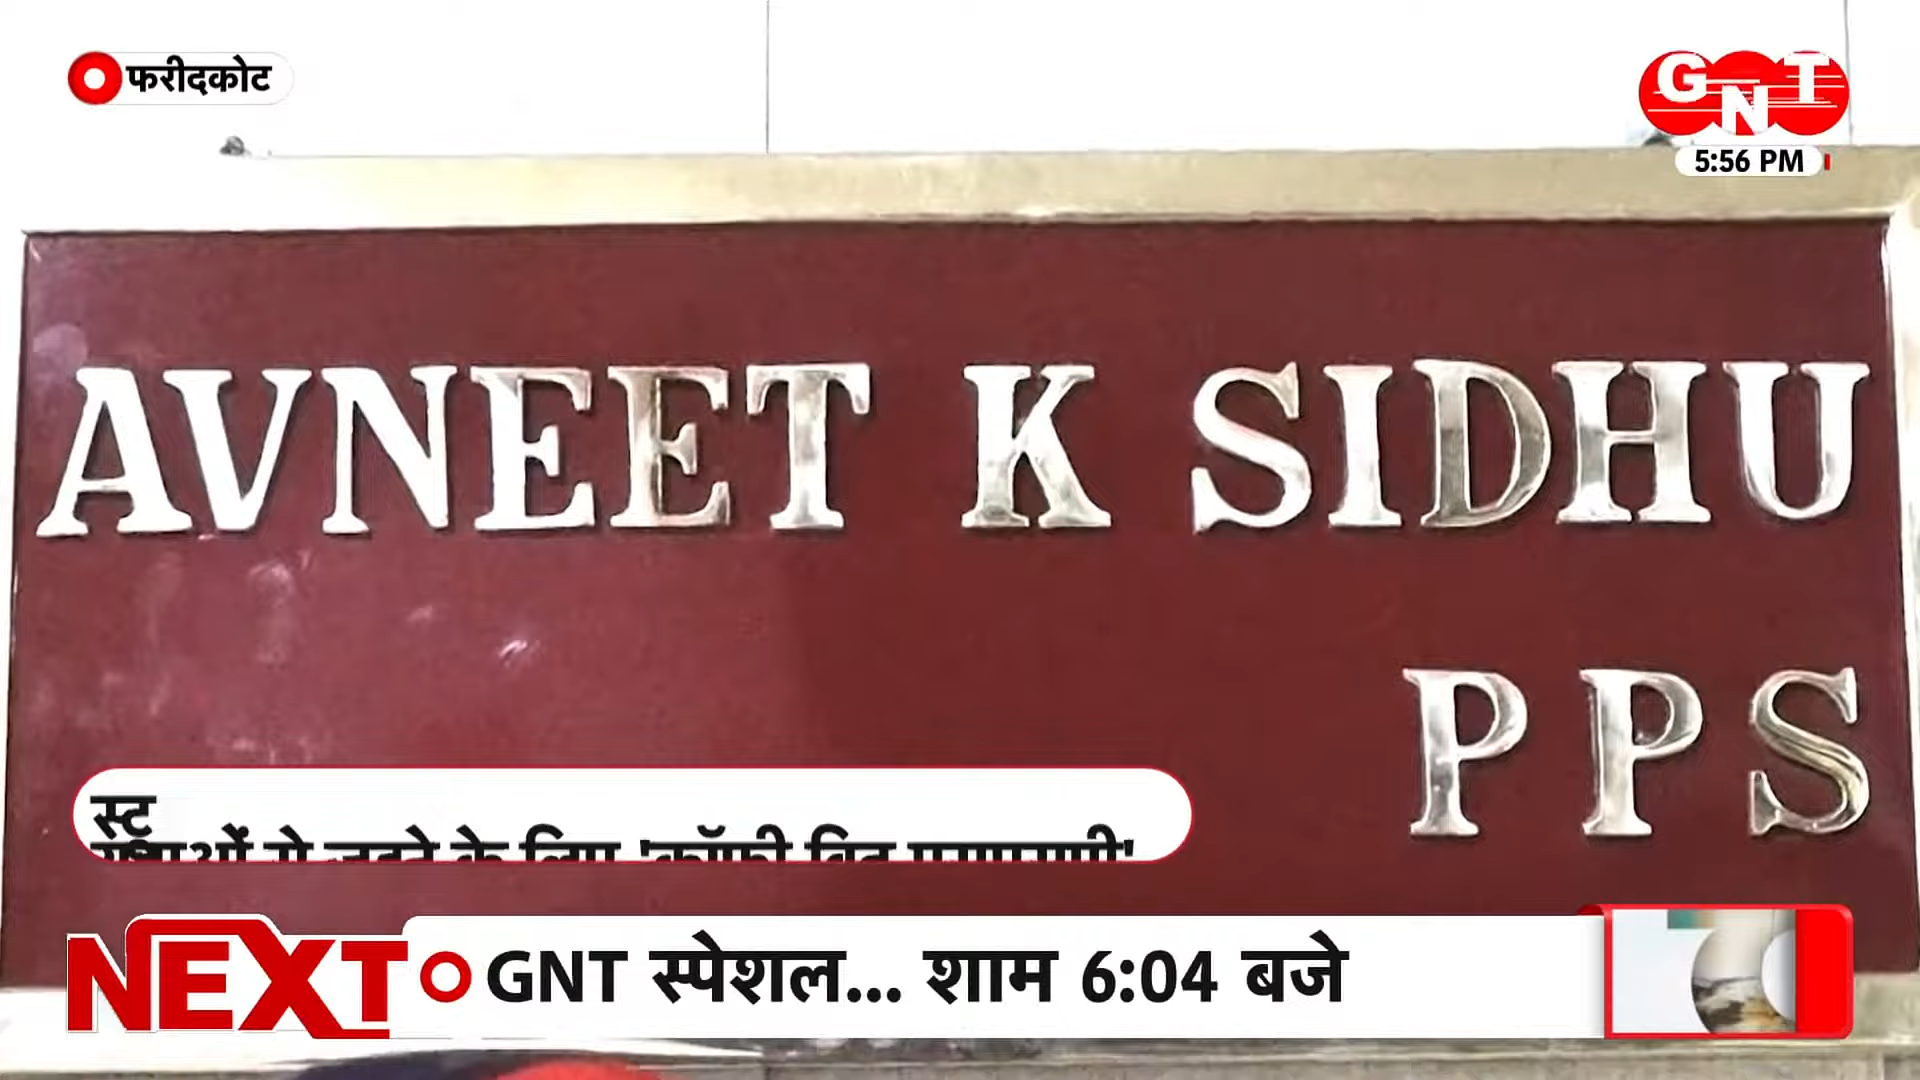 फरीदकोट
GNT
5:56 PM
AVNEET K SIDHU
PPS
स्ट
के लिए 'कॉफी विद
NEXT GNT स्पेशल... शाम 6:04 बजे